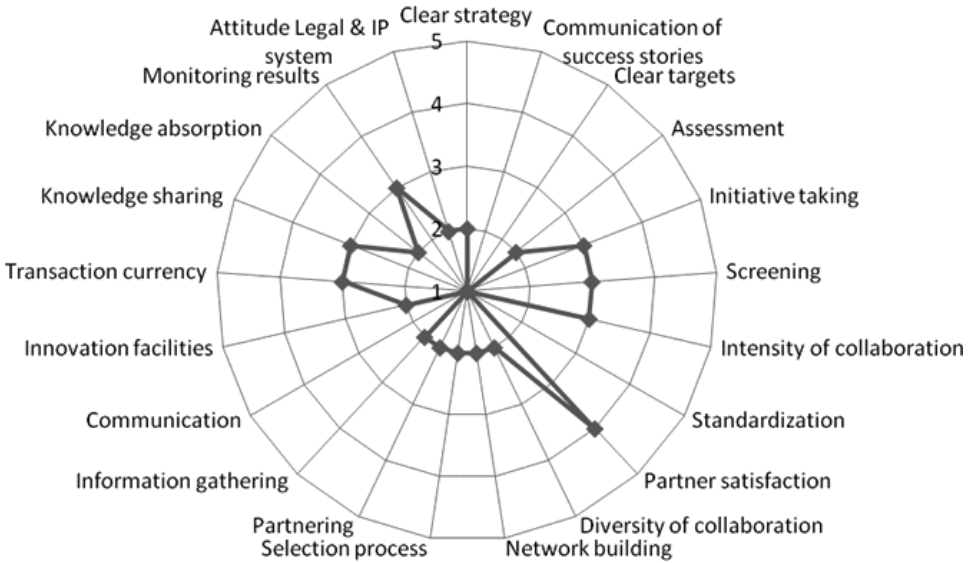 Clear strategy
Communication of
success stories
Clear targets
Assessment
Initiative taking
Screening
Intensity of collaboration
Standardization
Partner satisfaction
Diversity of collaboration
Network building
Selection process
Partnering
Information gathering
Communication
Innovation facilities
Transaction currency
Knowledge sharing
Knowledge absorption
Monitoring results
Attitude Legal & IP
system
5
4
3
2
1